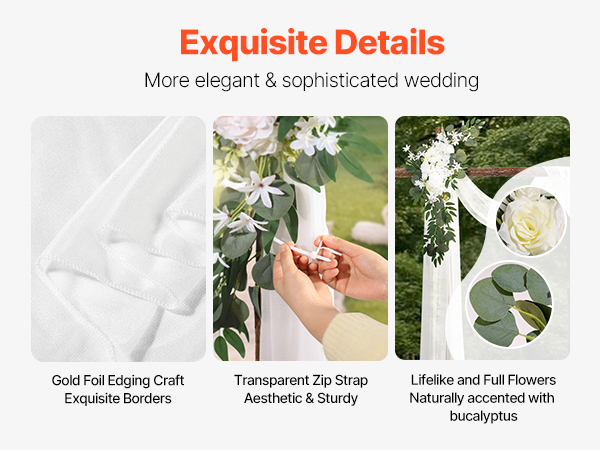 Exquisite Details
More elegant & sophisticated wedding
Gold Foil Edging Craft
Exquisite Borders
Transparent Zip Strap
Aesthetic & Sturdy
Lifelike and Full Flowers
Naturally accented with
bucalyptus